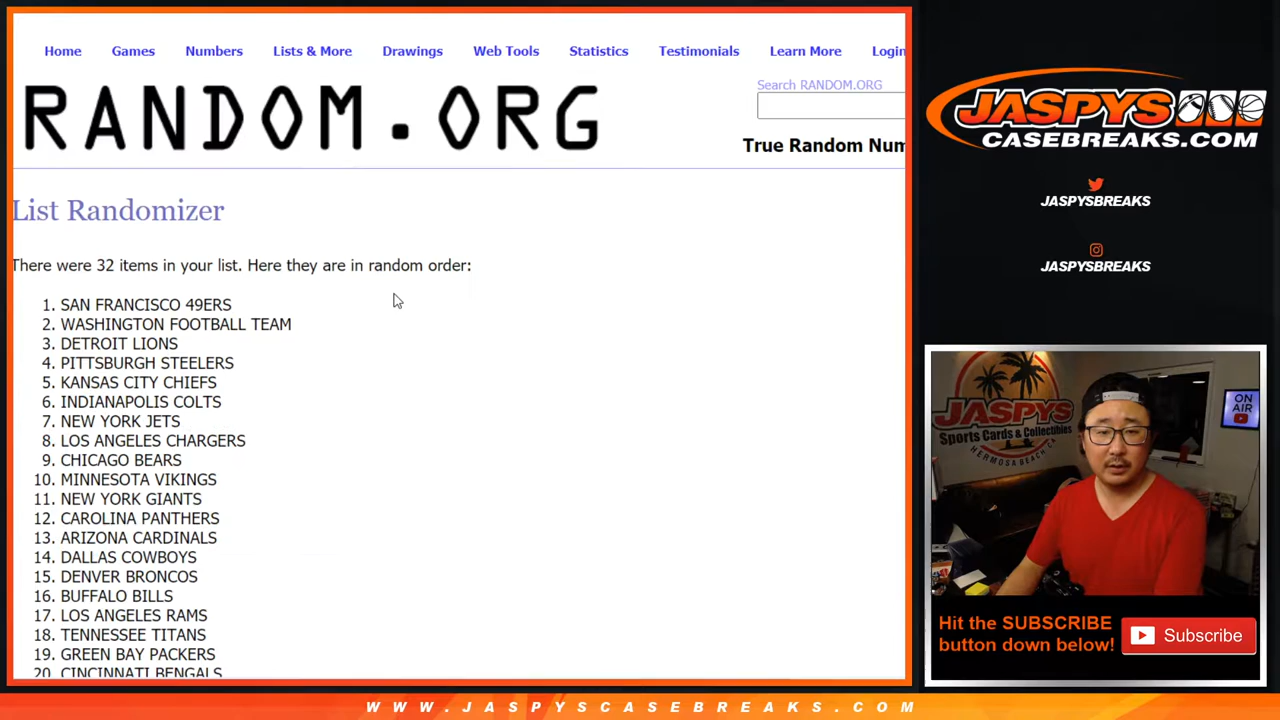 Home Games Numbers Lists & More Drawings Web Tools Statistics Testimonials Learn More Login
RANDOM.ORG
Search RANDOM.ORG
True Random Num
List Randomizer
There were 32 items in your list. Here they are in random order:
1. SAN FRANCISCO 49ERS
2. WASHINGTON FOOTBALL TEAM
3. DETROIT LIONS
4. PITTSBURGH STEELERS
5. KANSAS CITY CHIEFS
6. INDIANAPOLIS COLTS
7. NEW YORK JETS
8. LOS ANGELES CHARGERS
9. CHICAGO BEARS
10. MINNESOTA VIKINGS
11. NEW YORK GIANTS
12. CAROLINA PANTHERS
13. ARIZONA CARDINALS
14. DALLAS COWBOYS
15. DENVER BRONCOS
16. BUFFALO BILLS
17. LOS ANGELES RAMS
18. TENNESSEE TITANS
19. GREEN BAY PACKERS
20. CINCINNATI BENGALS
JASPYS
CASEBREAKS.COM
JASPYSBREAKS
JASPYSBREAKS
JASPYS
Sports Cards & Collectibles
HERMOSA BEACH, CA
ON
AIR
Hit the SUBSCRIBE
button down below!
Subscribe
WWW.JASPYSCASEBREAKS.COM